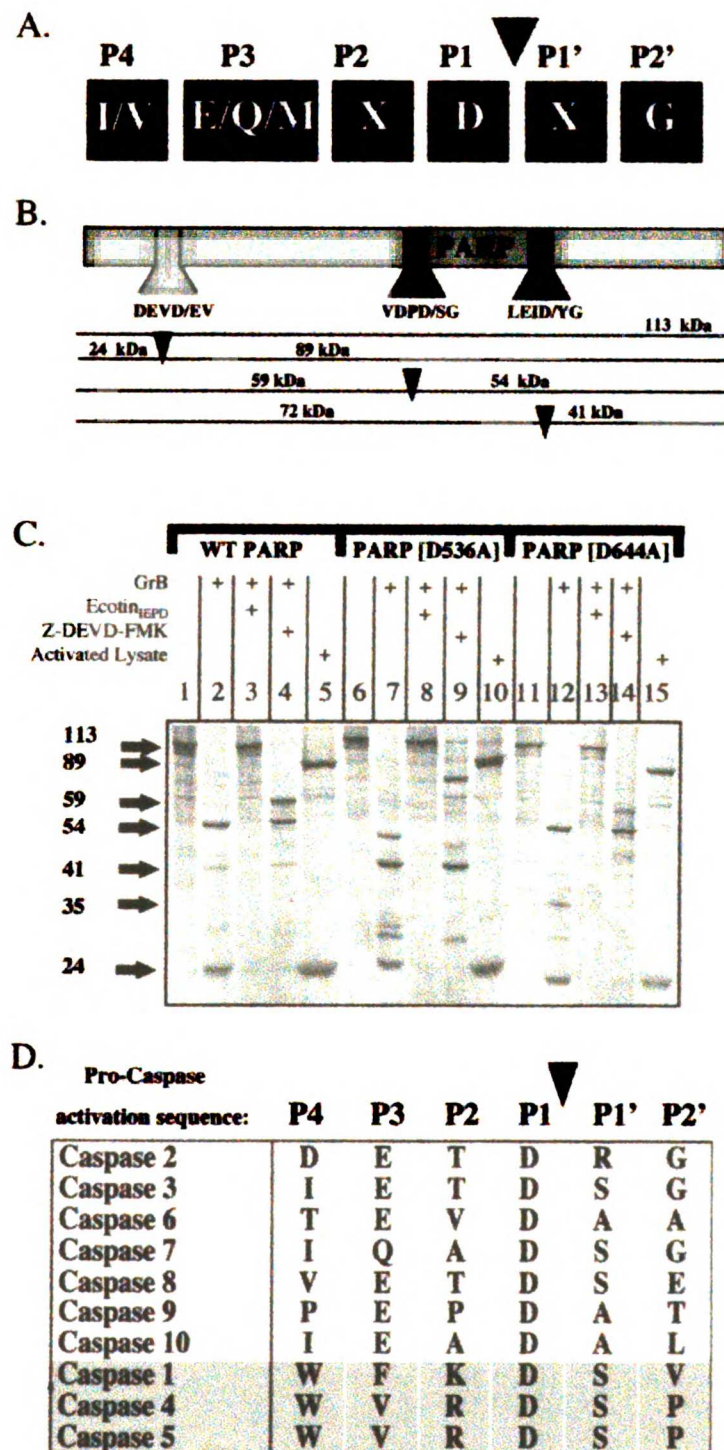 A.
P4 P3 P2 P1 P1' P2'
I/V E/Q/M X D X G
B.
PARP
DEVD/EV VDPD/SG LEID/YG
113 kDa
24 kDa 89 kDa
59 kDa 54 kDa
72 kDa 41 kDa
C.
WT PARP PARP [D536A] PARP [D644A]
GrB + + + + + + + + +
Ecotin IEPD + + +
Z-DEVD-FMK + + +
Activated Lysate + + +
1 2 3 4 5 6 7 8 9 10 11 12 13 14 15
113
89
59
54
41
35
24
D.
Pro-Caspase
activation sequence: P4 P3 P2 P1 P1' P2'
Caspase 2 D E T D R G
Caspase 3 I E T D S G
Caspase 6 T E V D A A
Caspase 7 I Q A D S G
Caspase 8 V E T D S E
Caspase 9 P E P D A T
Caspase 10 I E A D A L
Caspase 1 W F K D S V
Caspase 4 W V R D S P
Caspase 5 W V R D S P